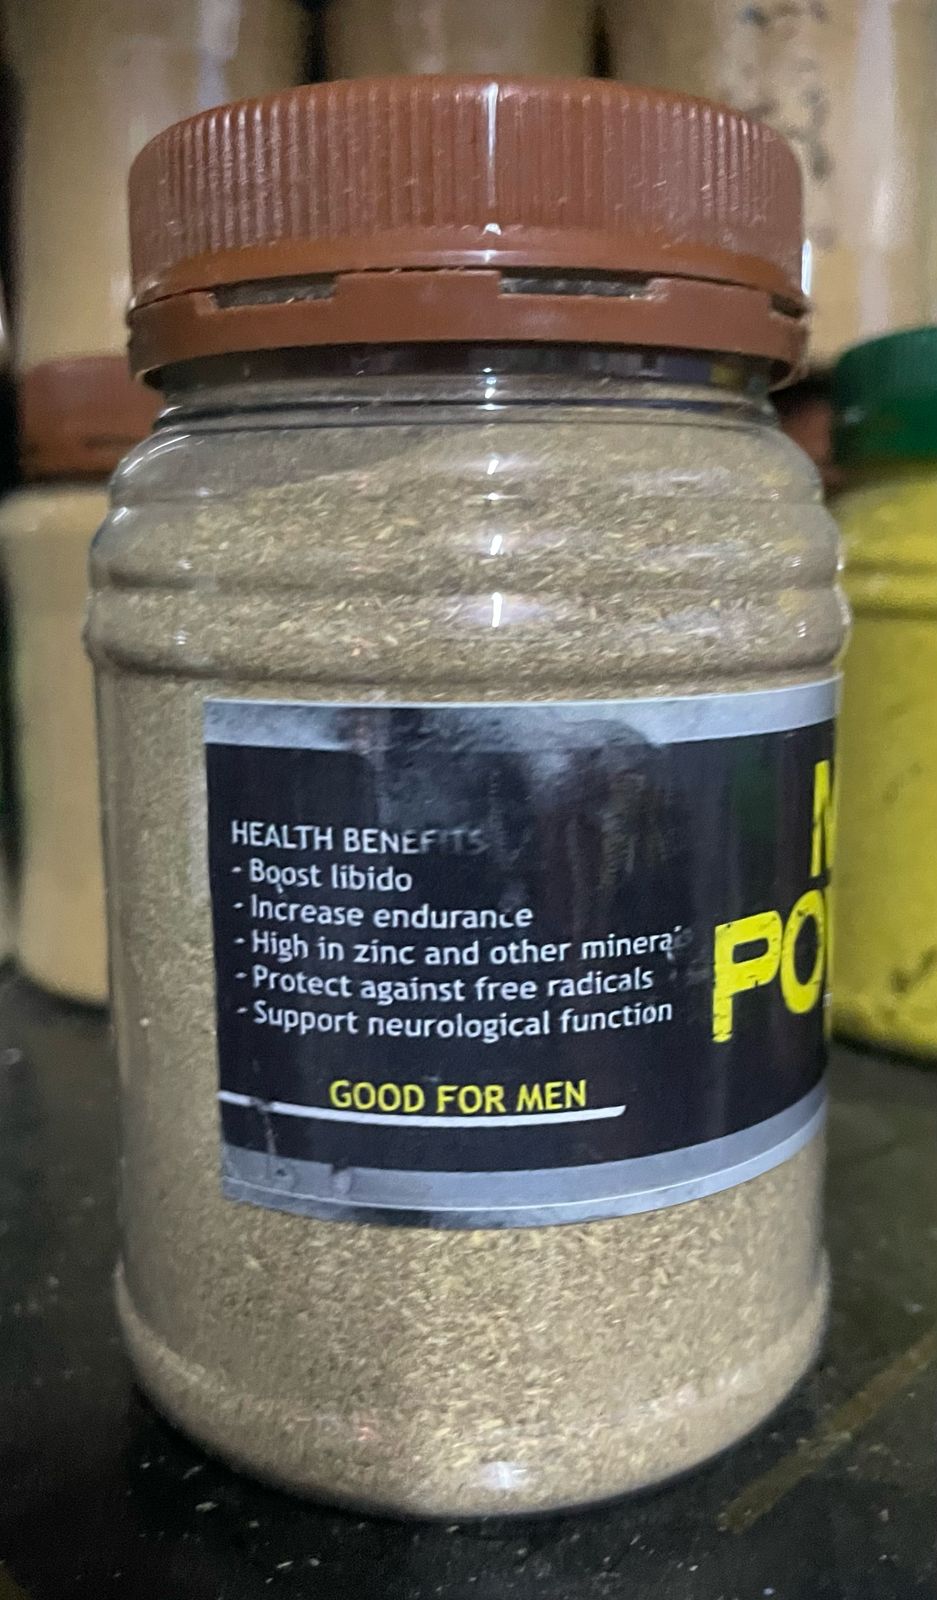 HEALTH BENEFITS
- Boost libido
- Increase endurance
- High in zinc and other minerals
- Protect against free radicals
- Support neurological function
GOOD FOR MEN